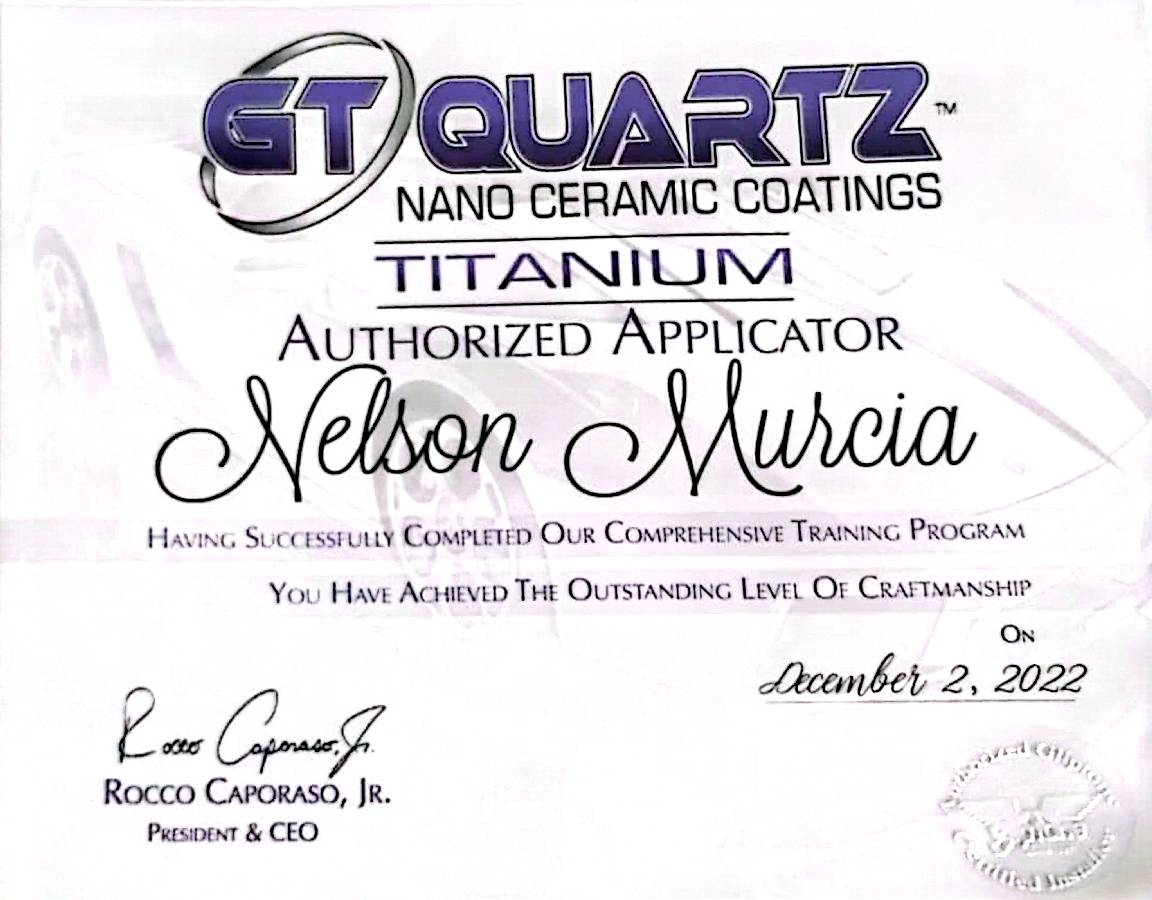 GT QUARTZ™
NANO CERAMIC COATINGS
TITANIUM
AUTHORIZED APPLICATOR
Nelson Murcia
HAVING SUCCESSFULLY COMPLETED OUR COMPREHENSIVE TRAINING PROGRAM
YOU HAVE ACHIEVED THE OUTSTANDING LEVEL OF CRAFTMANSHIP
ON
December 2, 2022
Rocco Caporaso, Jr.
ROCCO CAPORASO, JR.
PRESIDENT & CEO
Certified Installer